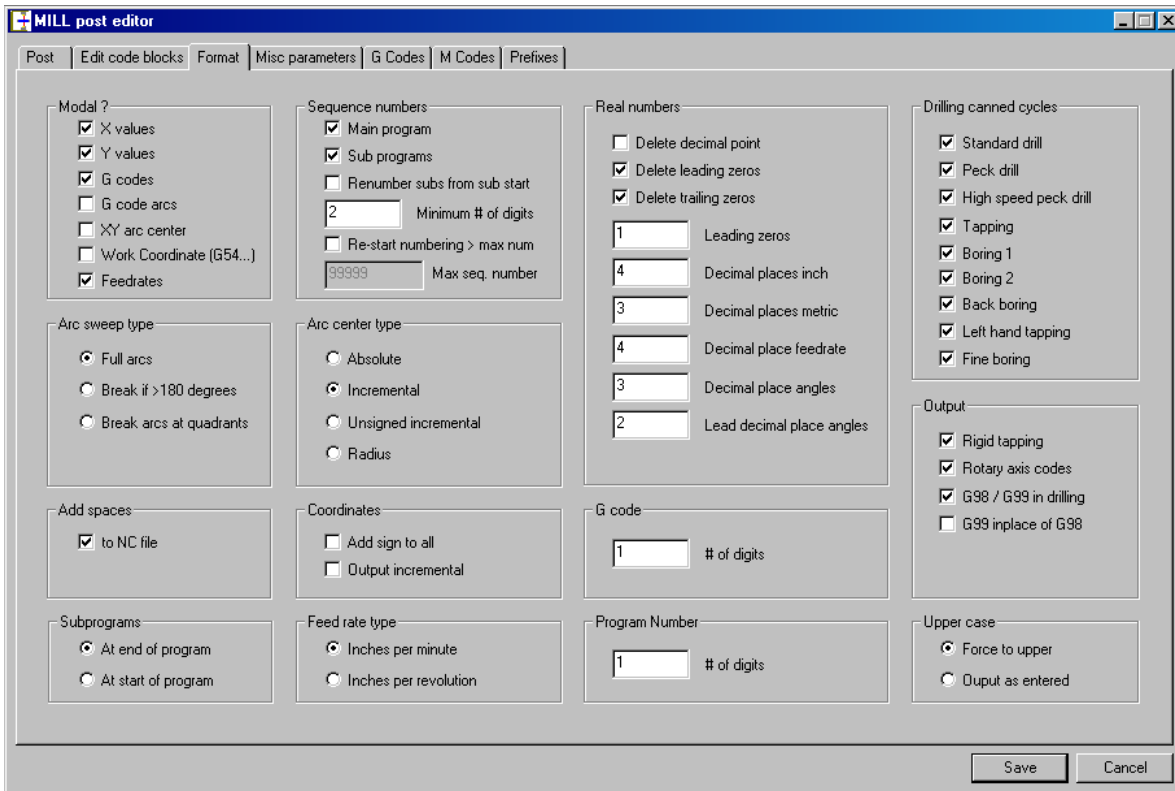 MILL post editor
Post Edit code blocks Format Misc parameters G Codes M Codes Prefixes
Modal ?
X values
Y values
G codes
G code arcs
XY arc center
Work Coordinate (G54...)
Feedrates
Sequence numbers
Main program
Sub programs
Renumber subs from sub start
2 Minimum # of digits
Re-start numbering > max num
99999 Max seq. number
Real numbers
Delete decimal point
Delete leading zeros
Delete trailing zeros
1 Leading zeros
4 Decimal places inch
3 Decimal places metric
4 Decimal place feedrate
3 Decimal place angles
2 Lead decimal place angles
Drilling canned cycles
Standard drill
Peck drill
High speed peck drill
Tapping
Boring 1
Boring 2
Back boring
Left hand tapping
Fine boring
Arc sweep type
Full arcs
Break if >180 degrees
Break arcs at quadrants
Arc center type
Absolute
Incremental
Unsigned incremental
Radius
Output
Rigid tapping
Rotary axis codes
G98 / G99 in drilling
G99 inplace of G98
Add spaces
to NC file
Coordinates
Add sign to all
Output incremental
G code
1 # of digits
Subprograms
At end of program
At start of program
Feed rate type
Inches per minute
Inches per revolution
Program Number
1 # of digits
Upper case
Force to upper
Ouput as entered
Save Cancel